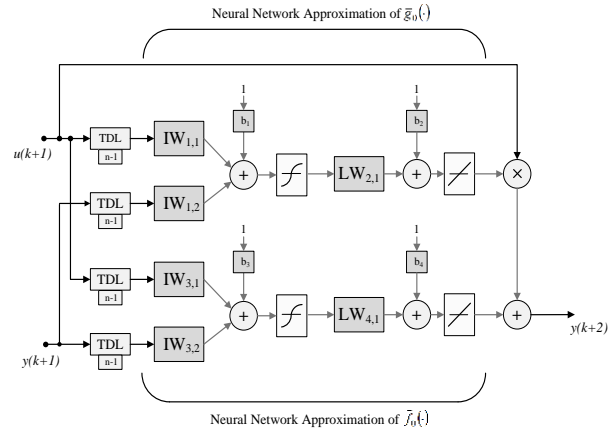 Neural Network Approximation of g̅₀(·)
1
1
b₁
b₂
u(k+1)
TDL
n-1
IW₁,₁
+
LW₂,₁
+
×
TDL
n-1
IW₁,₂
1
1
b₃
b₄
TDL
n-1
IW₃,₁
+
LW₄,₁
+
+
y(k+2)
y(k+1)
TDL
n-1
IW₃,₂
Neural Network Approximation of f̅₀(·)